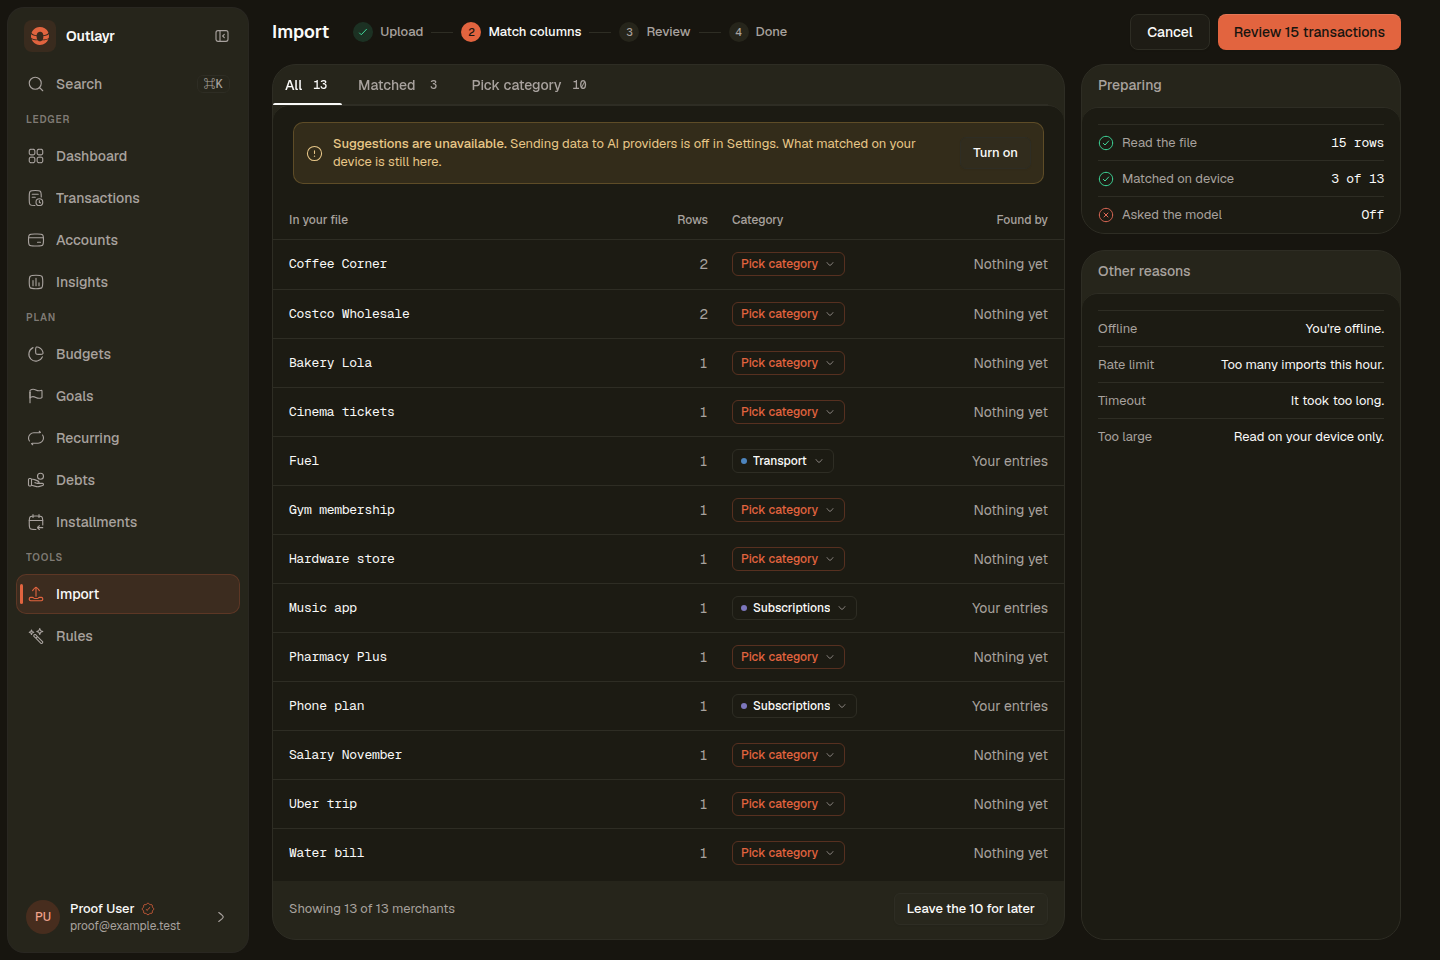 Outlayr
Search ⌘K
LEDGER
Dashboard
Transactions
Accounts
Insights
PLAN
Budgets
Goals
Recurring
Debts
Installments
TOOLS
Import
Rules
PU
Proof User
proof@example.test
Import
Upload
2 Match columns
3 Review
4 Done
Cancel
Review 15 transactions
All 13
Matched 3
Pick category 10
Suggestions are unavailable. Sending data to AI providers is off in Settings. What matched on your
device is still here.
Turn on
In your file Rows Category Found by
Coffee Corner 2 Pick category Nothing yet
Costco Wholesale 2 Pick category Nothing yet
Bakery Lola 1 Pick category Nothing yet
Cinema tickets 1 Pick category Nothing yet
Fuel 1 Transport Your entries
Gym membership 1 Pick category Nothing yet
Hardware store 1 Pick category Nothing yet
Music app 1 Subscriptions Your entries
Pharmacy Plus 1 Pick category Nothing yet
Phone plan 1 Subscriptions Your entries
Salary November 1 Pick category Nothing yet
Uber trip 1 Pick category Nothing yet
Water bill 1 Pick category Nothing yet
Showing 13 of 13 merchants
Leave the 10 for later
Preparing
Read the file 15 rows
Matched on device 3 of 13
Asked the model Off
Other reasons
Offline You're offline.
Rate limit Too many imports this hour.
Timeout It took too long.
Too large Read on your device only.